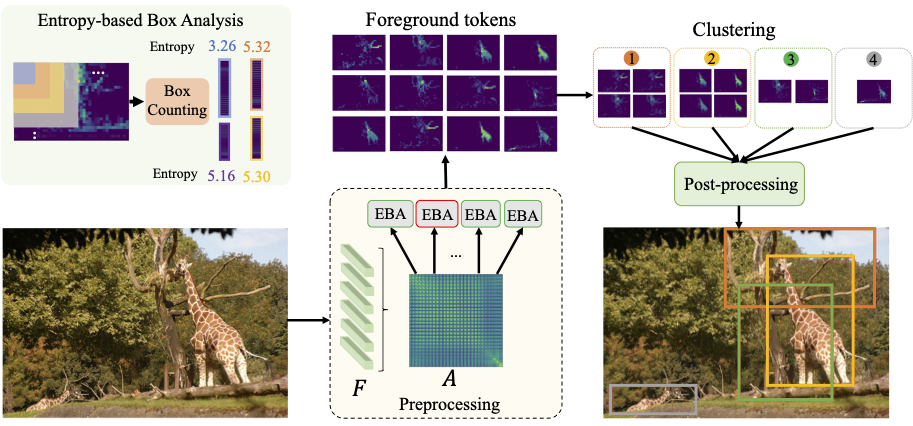 Entropy-based Box Analysis
Entropy 3.26 5.32
Box
Counting
Entropy 5.16 5.30
Foreground tokens
Clustering
1 2 3 4
Post-processing
EBA EBA EBA EBA
...
F A
Preprocessing